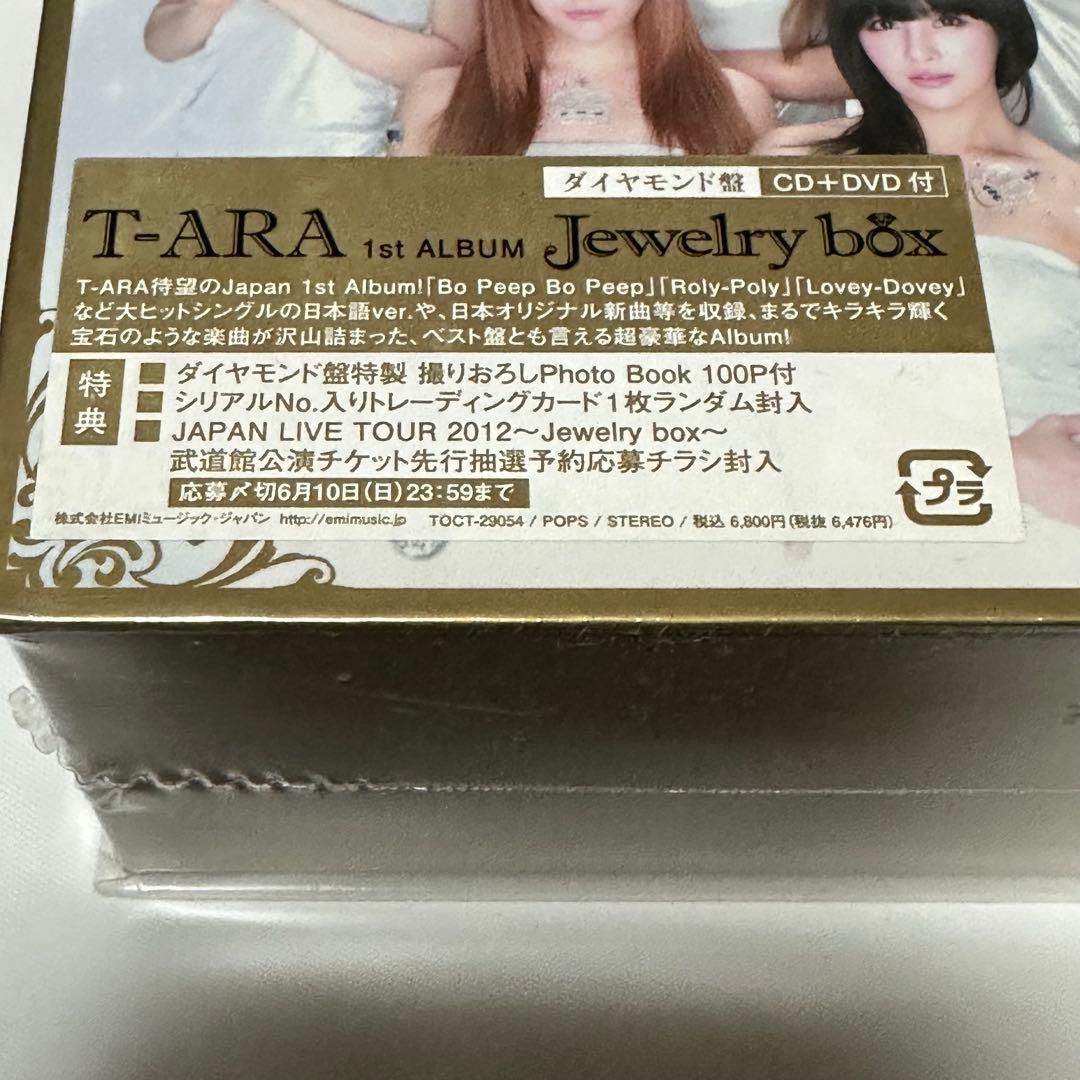 ダイヤモンド盤 CD+DVD付
T-ARA 1st ALBUM Jewelry box
T-ARA待望のJapan 1st Album!「Bo Peep Bo Peep」「Roly-Poly」「Lovey-Dovey」
など大ヒットシングルの日本語ver.や、日本オリジナル新曲等を収録、まるでキラキラ輝く
宝石のような楽曲が沢山詰まった、ベスト盤とも言える超豪華なAlbum!
特典
■ ダイヤモンド盤特製 撮りおろしPhoto Book 100P付
■ シリアルNo.入りトレーディングカード1枚ランダム封入
■ JAPAN LIVE TOUR 2012〜Jewelry box〜
武道館公演チケット先行抽選予約応募チラシ封入
応募〆切6月10日(日)23:59まで
プラ
株式会社EMIミュージック・ジャパン http://emimusic.jp TOCT-29054 / POPS / STEREO / 税込 6,800円(税抜 6,476円)